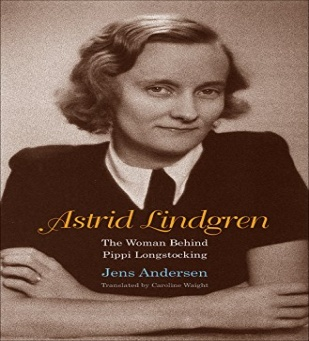 Astrid Lindgren
The Woman Behind
Pippi Longstocking
Jens Andersen
Translated by Caroline Waight